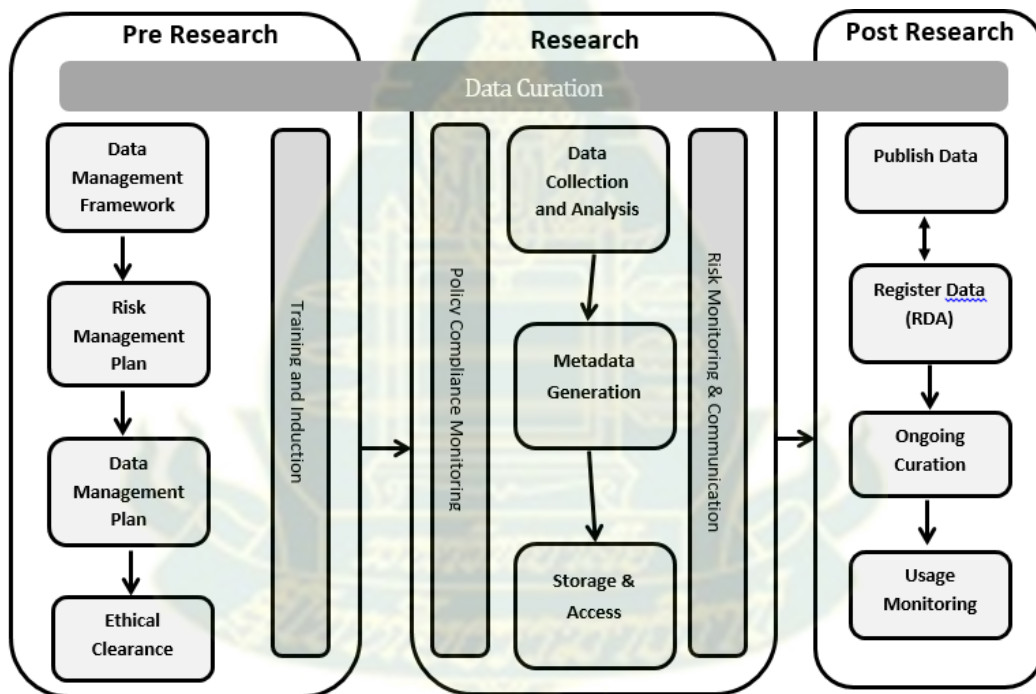 Pre Research
Research
Post Research
Data Curation
Data
Management
Framework
Risk
Management
Plan
Data
Management
Plan
Ethical
Clearance
Training and Induction
Policy Compliance Monitoring
Data
Collection
and Analysis
Metadata
Generation
Storage &
Access
Risk Monitoring & Communication
Publish Data
Register Data
(RDA)
Ongoing
Curation
Usage
Monitoring